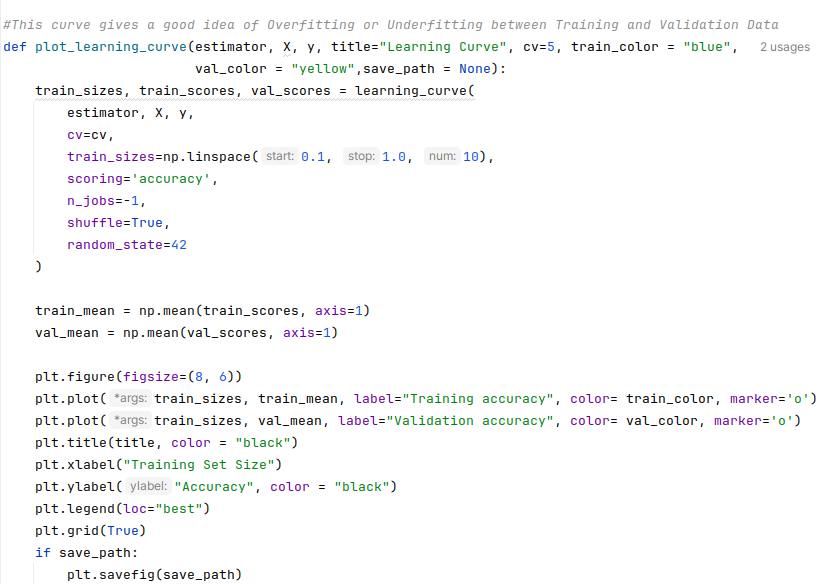 #This curve gives a good idea of Overfitting or Underfitting between Training and Validation Data
def plot_learning_curve(estimator, X, y, title="Learning Curve", cv=5, train_color = "blue", 2 usages
                        val_color = "yellow",save_path = None):
    train_sizes, train_scores, val_scores = learning_curve(
        estimator, X, y,
        cv=cv,
        train_sizes=np.linspace( start: 0.1, stop: 1.0, num: 10),
        scoring='accuracy',
        n_jobs=-1,
        shuffle=True,
        random_state=42
    )
    train_mean = np.mean(train_scores, axis=1)
    val_mean = np.mean(val_scores, axis=1)
    plt.figure(figsize=(8, 6))
    plt.plot( *args: train_sizes, train_mean, label="Training accuracy", color= train_color, marker='o')
    plt.plot( *args: train_sizes, val_mean, label="Validation accuracy", color= val_color, marker='o')
    plt.title(title, color = "black")
    plt.xlabel("Training Set Size")
    plt.ylabel( ylabel: "Accuracy", color = "black")
    plt.legend(loc="best")
    plt.grid(True)
    if save_path:
        plt.savefig(save_path)